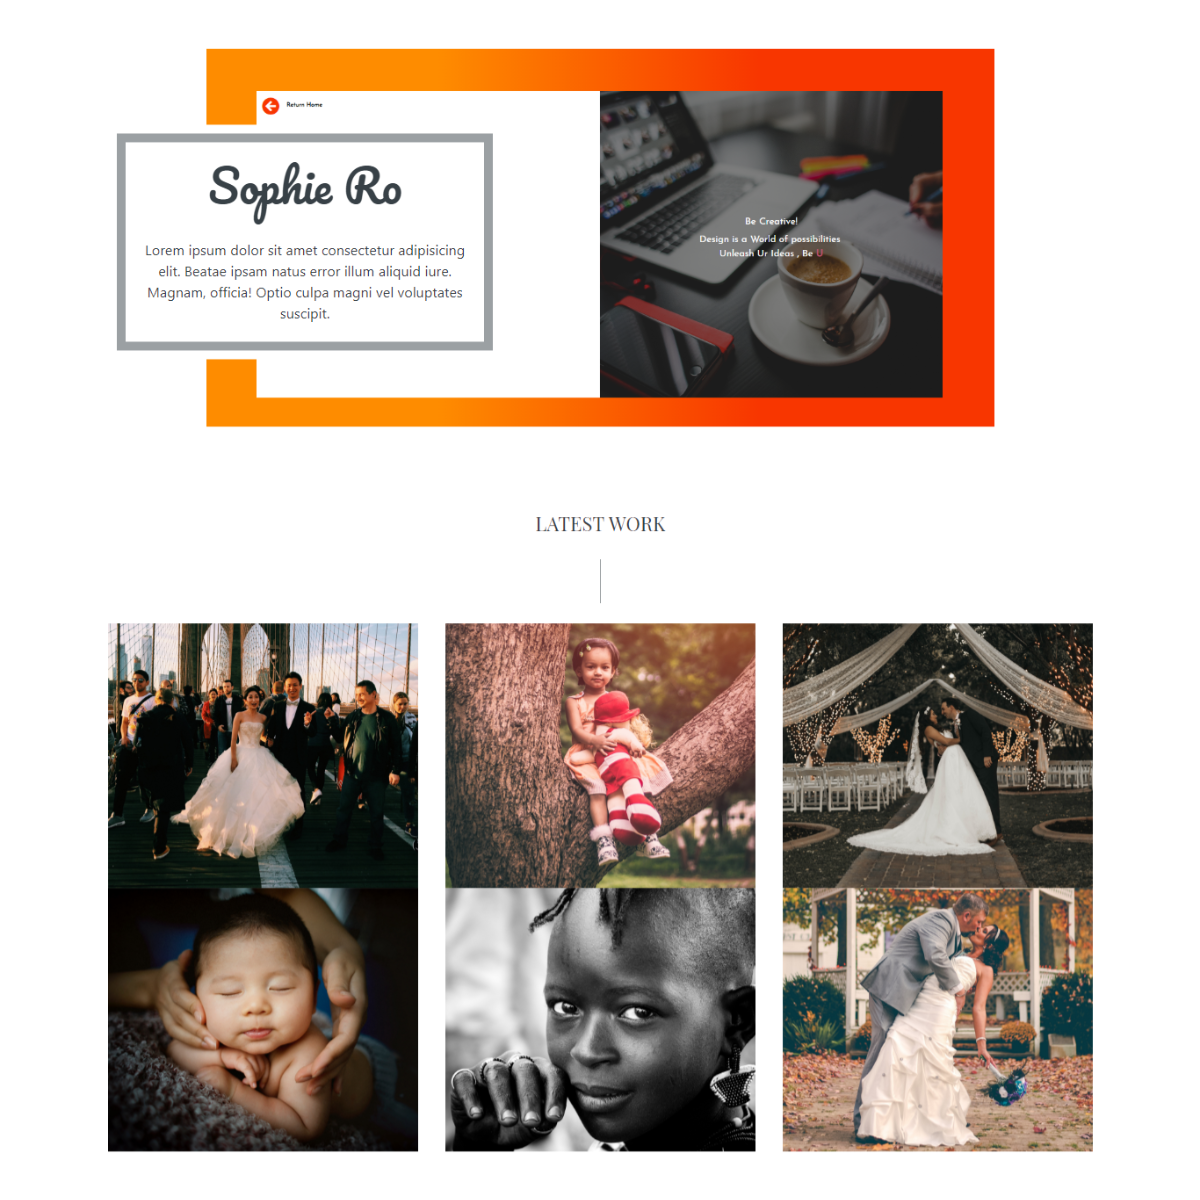 Return Home
Sophie Ro
Lorem ipsum dolor sit amet consectetur adipisicing
elit. Beatae ipsam natus error illum aliquid iure.
Magnam, officia! Optio culpa magni vel voluptates
suscipit.
Be Creative!
Design is a World of possibilities
Unleash Ur Ideas , Be U
LATEST WORK